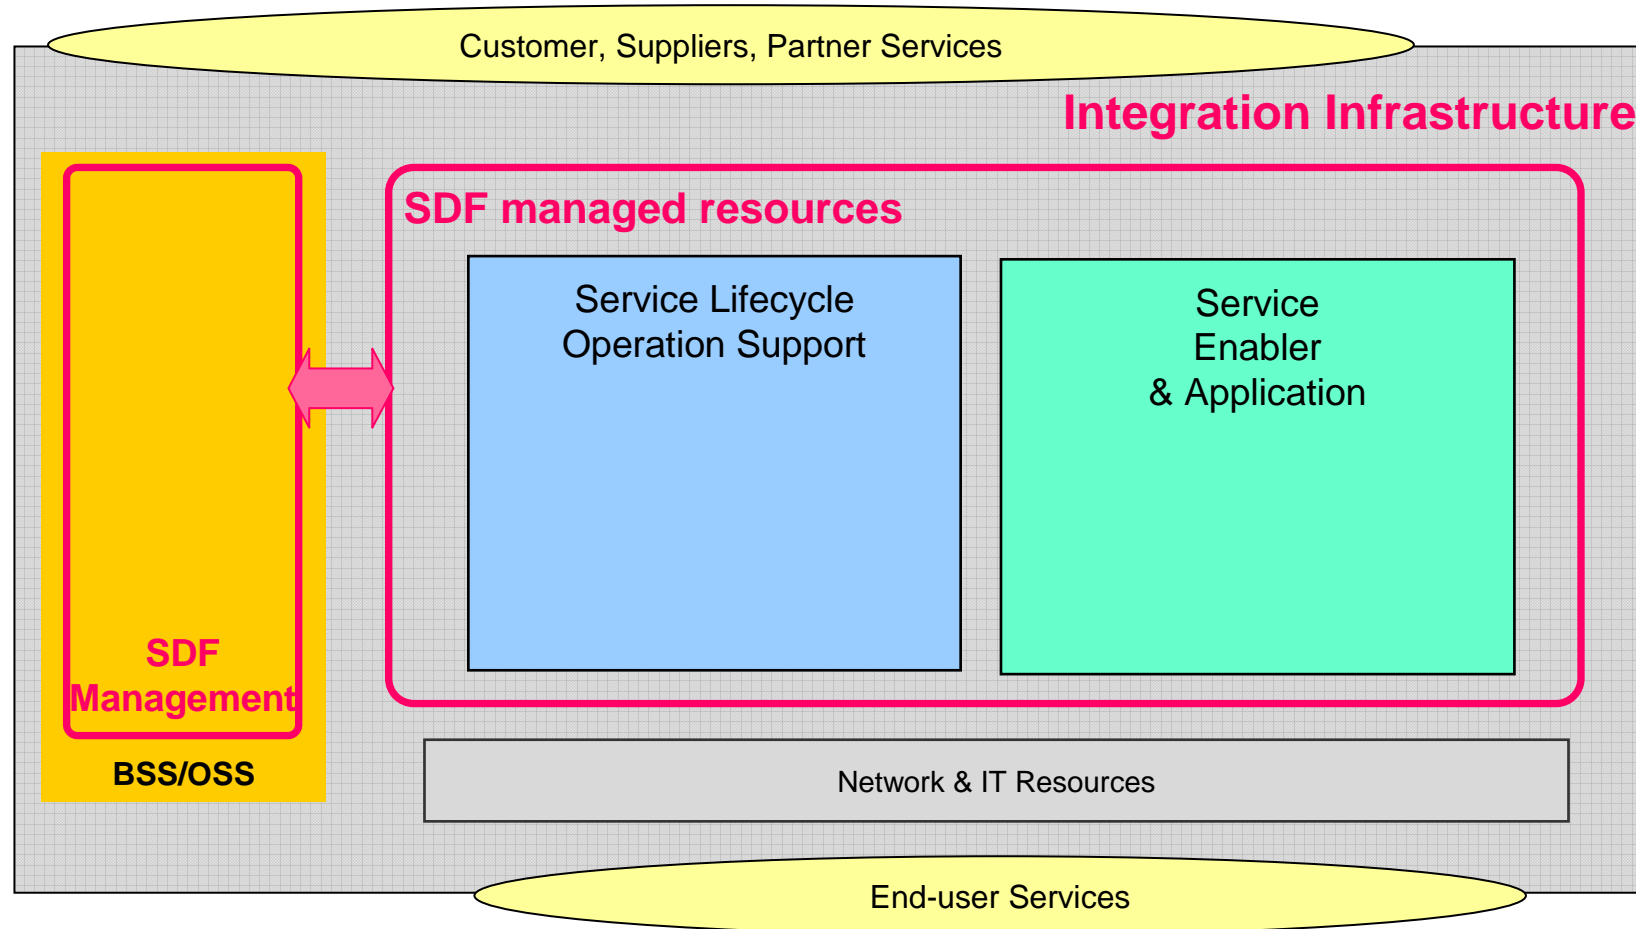 Customer, Suppliers, Partner Services
Integration Infrastructure
SDF managed resources
Service Lifecycle
Operation Support
Service
Enabler
& Application
SDF
Management
BSS/OSS
Network & IT Resources
End-user Services